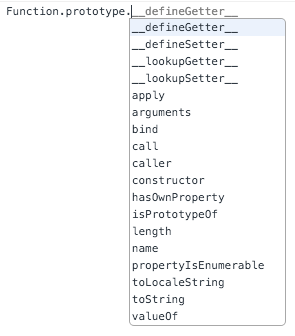 Function.prototype.__defineGetter__
__defineGetter__
__defineSetter__
__lookupGetter__
__lookupSetter__
apply
arguments
bind
call
caller
constructor
hasOwnProperty
isPrototypeOf
length
name
propertyIsEnumerable
toLocaleString
toString
valueOf